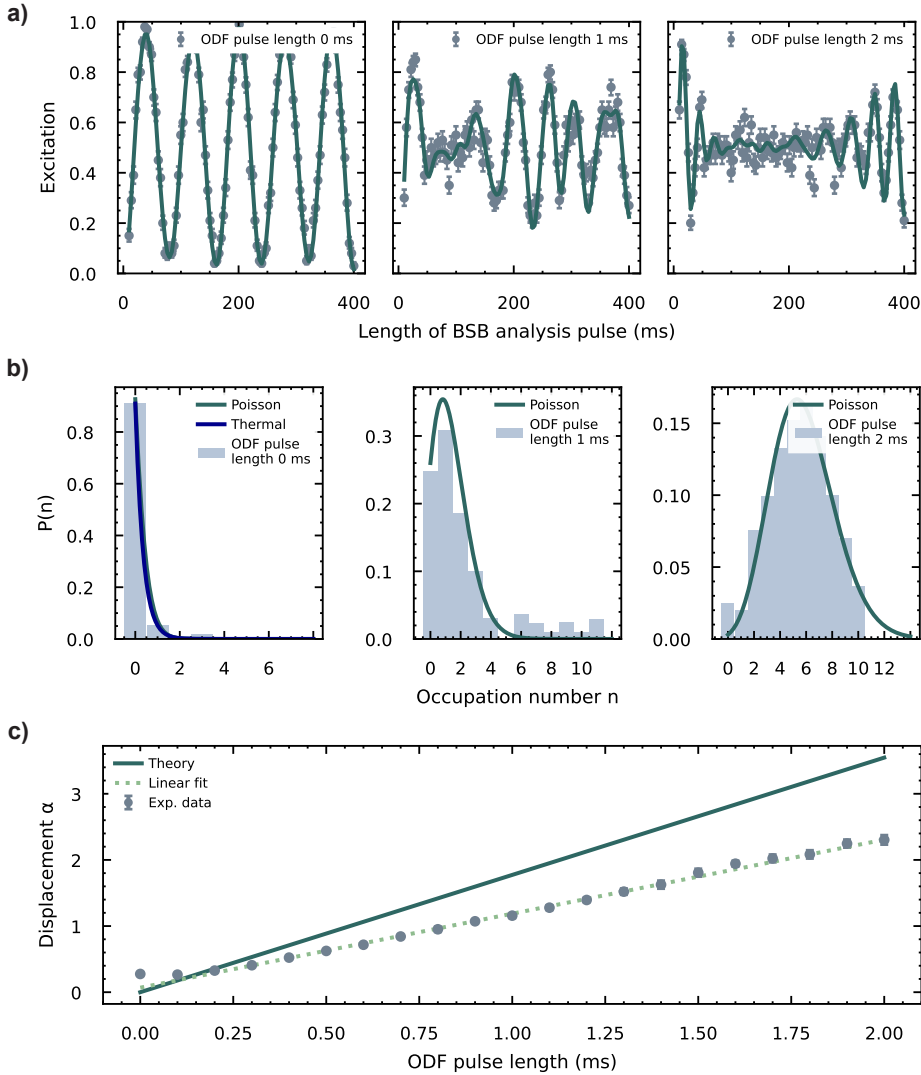 a)
ODF pulse length 0 ms
ODF pulse length 1 ms
ODF pulse length 2 ms
Excitation
1.0
0.8
0.6
0.4
0.2
0.0
0 200 400
0 200 400
0 200 400
Length of BSB analysis pulse (ms)
b)
P(n)
0.8
0.6
0.4
0.2
0.0
Poisson
Thermal
ODF pulse
length 0 ms
0 2 4 6
0.3
0.2
0.1
0.0
Poisson
ODF pulse
length 1 ms
0 2 4 6 8 10
0.15
0.10
0.05
0.00
Poisson
ODF pulse
length 2 ms
0 2 4 6 8 10 12
Occupation number n
c)
Displacement α
3
2
1
0
Theory
Linear fit
Exp. data
0.00 0.25 0.50 0.75 1.00 1.25 1.50 1.75 2.00
ODF pulse length (ms)